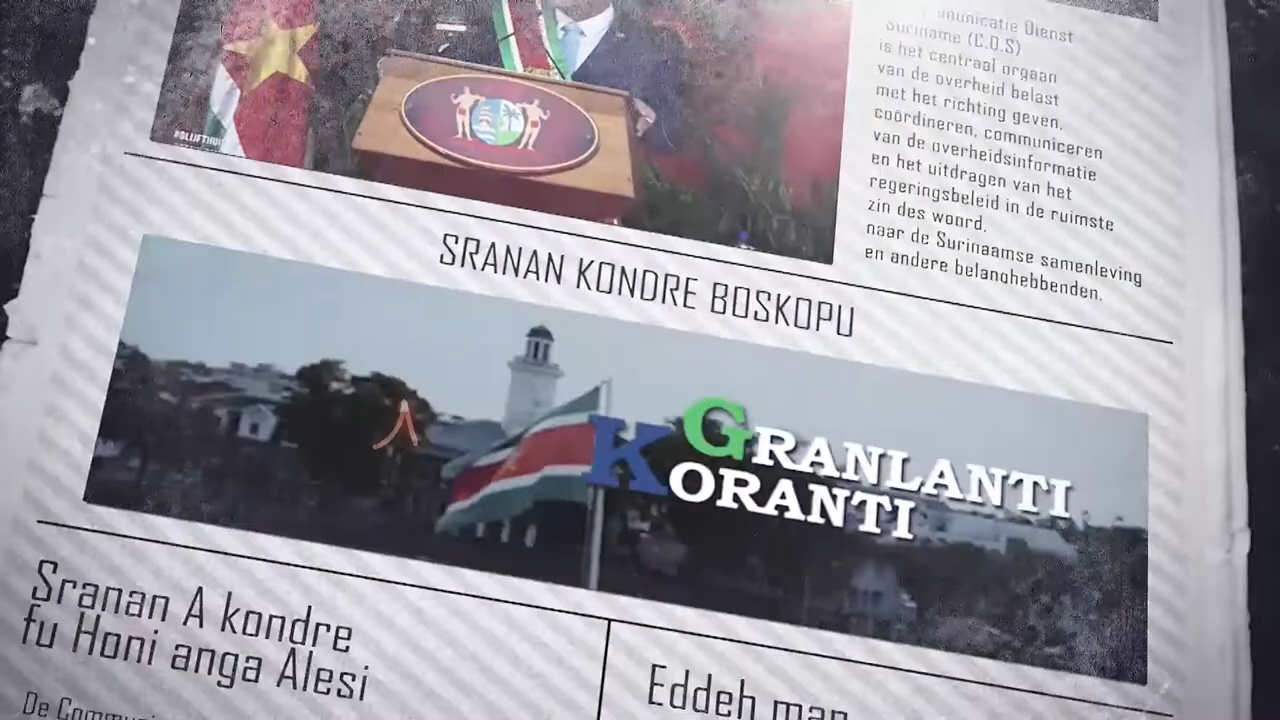 Dienst
Suriname (C.D.S)
is het centraal orgaan
van de overheid belast
met het richting geven,
coördineren, communiceren
van de overheidsinformatie
en het uitdragen van het
regeringsbeleid in de ruimste
zin des woord,
naar de Surinaamse samenleving
en andere belanghebbenden.
SRANAN KONDRE BOSKOPU
GRANLANTI
KORANTI
Sranan A kondre
fu Honi anga Alesi
De
Eddeh man